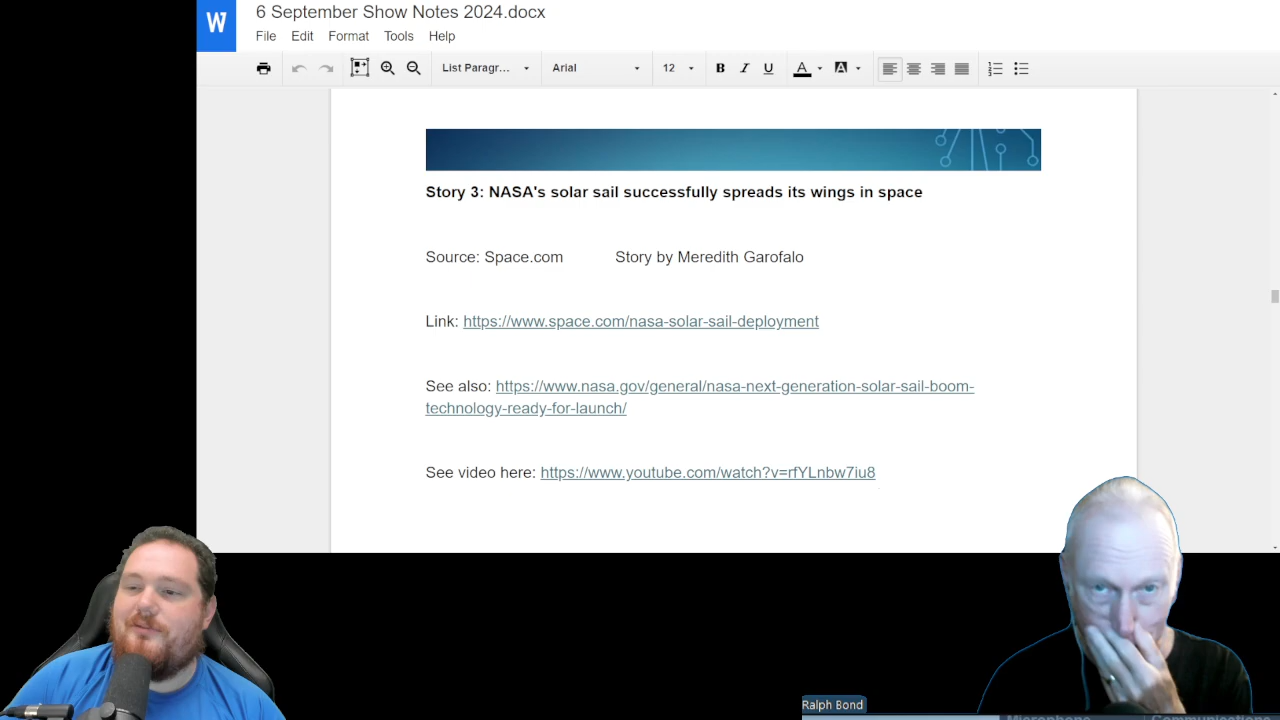 W
6 September Show Notes 2024.docx
File Edit Format Tools Help
List Paragr... Arial 12 B I U A A
Story 3: NASA's solar sail successfully spreads its wings in space
Source: Space.com Story by Meredith Garofalo
Link: https://www.space.com/nasa-solar-sail-deployment
See also: https://www.nasa.gov/general/nasa-next-generation-solar-sail-boom-
technology-ready-for-launch/
See video here: https://www.youtube.com/watch?v=rfYLnbw7iu8
Ralph Bond
Microphone Communications